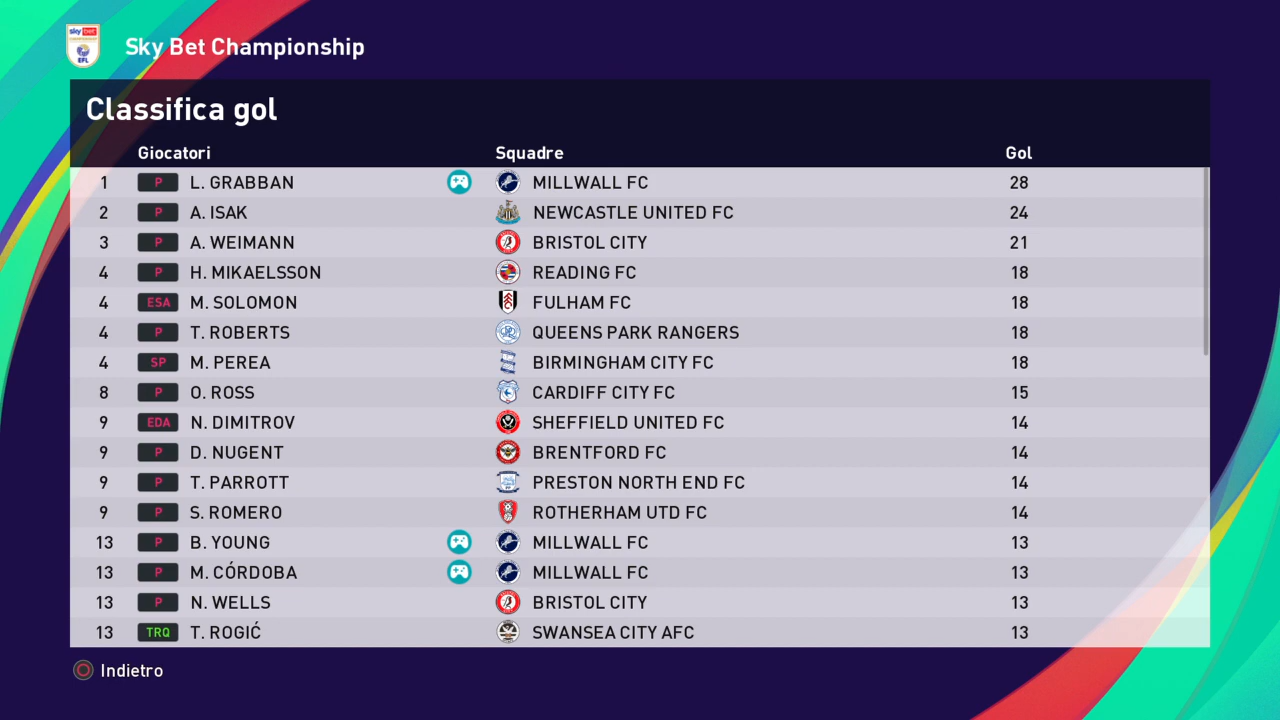 sky bet
CHAMPIONSHIP
EFL
Sky Bet Championship
Classifica gol
Giocatori Squadre Gol
1 P L. GRABBAN MILLWALL FC 28
2 P A. ISAK NEWCASTLE UNITED FC 24
3 P A. WEIMANN BRISTOL CITY 21
4 P H. MIKAELSSON READING FC 18
4 ESA M. SOLOMON FULHAM FC 18
4 P T. ROBERTS QUEENS PARK RANGERS 18
4 SP M. PEREA BIRMINGHAM CITY FC 18
8 P O. ROSS CARDIFF CITY FC 15
9 EDA N. DIMITROV SHEFFIELD UNITED FC 14
9 P D. NUGENT BRENTFORD FC 14
9 P T. PARROTT PRESTON NORTH END FC 14
9 P S. ROMERO ROTHERHAM UTD FC 14
13 P B. YOUNG MILLWALL FC 13
13 P M. CÓRDOBA MILLWALL FC 13
13 P N. WELLS BRISTOL CITY 13
13 TRQ T. ROGIĆ SWANSEA CITY AFC 13
Indietro